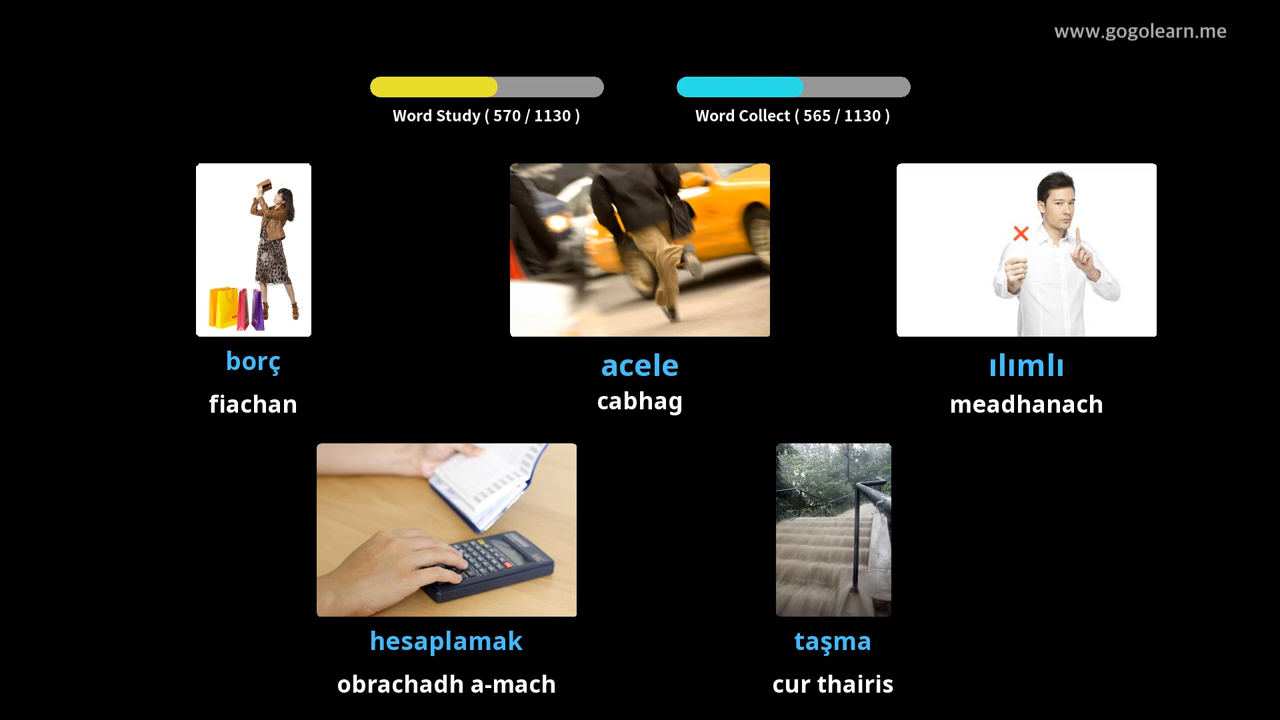 www.gogolearn.me
Word Study ( 570 / 1130 )
Word Collect ( 565 / 1130 )
borç
fiachan
acele
cabhag
ılımlı
meadhanach
hesaplamak
obrachadh a-mach
taşma
cur thairis